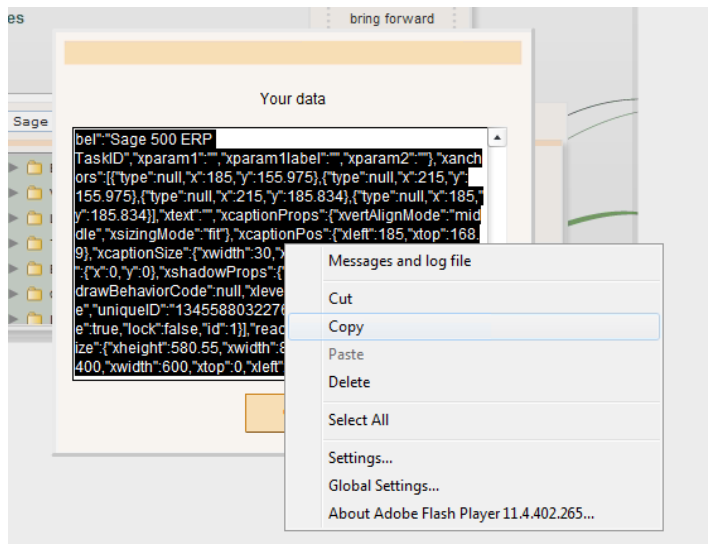 es
bring forward
Your data
Sage
bel":"Sage 500 ERP
TaskID","xparam1":"","xparam1label":"","xparam2":""},"xanch
ors":[{"type":null,"x":185,"y":155.975},{"type":null,"x":215,"y":
155.975},{"type":null,"x":215,"y":185.834},{"type":null,"x":185,"
y":185.834}],"xtext":"","xcaptionProps":{"xvertAlignMode":"mid
dle","xsizingMode":"fit"},"xcaptionPos":{"xleft":185,"xtop":168.
9},"xcaptionSize":{"xwidth":30,"x
":{"x":0,"y":0},"xshadowProps":{"
drawBehaviorCode":null,"xleve
e","uniqueID":"1345588032276
e":true,"lock":false,"id":1}],"read
ize":{"xheight":580.55,"xwidth":8
400,"xwidth":600,"xtop":0,"xleft"
Messages and log file
Cut
Copy
Paste
Delete
Select All
Settings...
Global Settings...
About Adobe Flash Player 11.4.402.265...